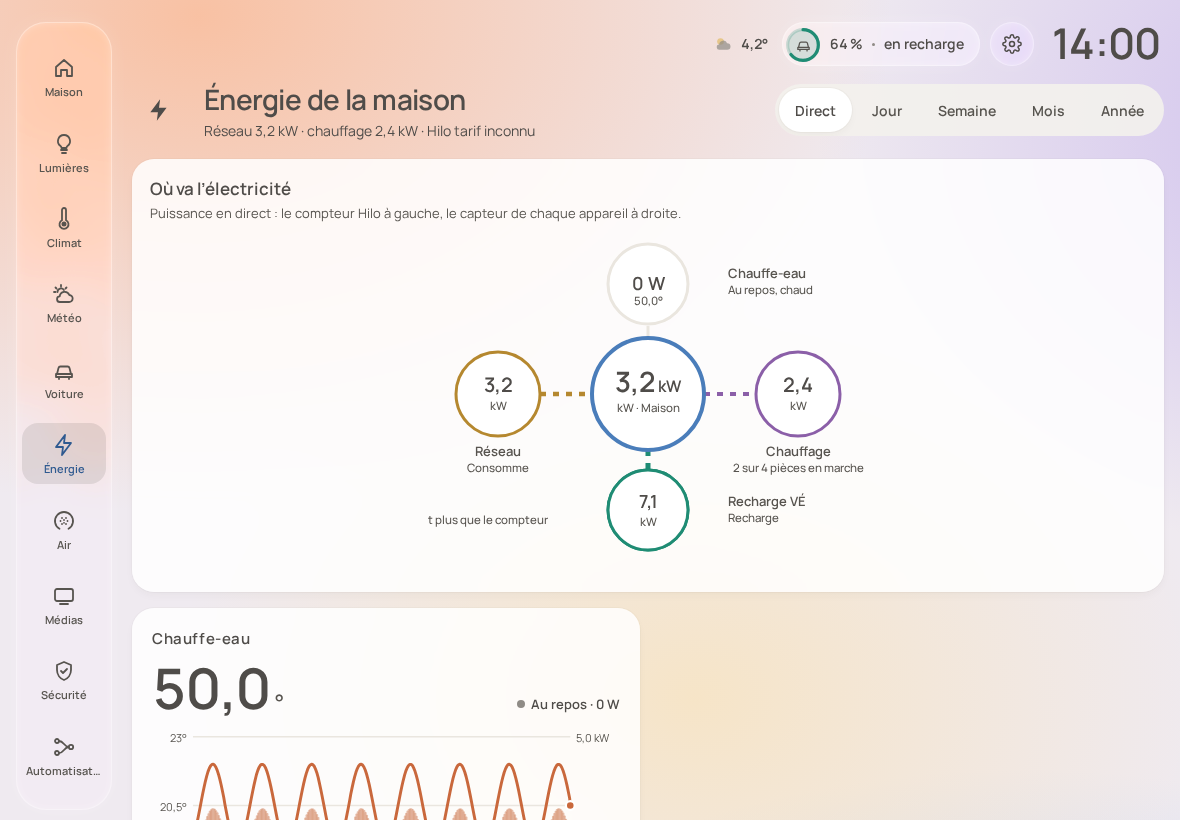 4,2°
64 % • en recharge
14:00
Maison
Lumières
Climat
Météo
Voiture
Énergie
Air
Médias
Sécurité
Automatisat…
Énergie de la maison
Réseau 3,2 kW · chauffage 2,4 kW · Hilo tarif inconnu
Direct
Jour
Semaine
Mois
Année
Où va l'électricité
Puissance en direct : le compteur Hilo à gauche, le capteur de chaque appareil à droite.
0 W
50,0°
Chauffe-eau
Au repos, chaud
3,2
kW
Réseau
Consomme
3,2 kW
kW · Maison
2,4
kW
Chauffage
2 sur 4 pièces en marche
7,1
kW
Recharge VÉ
Recharge
t plus que le compteur
Chauffe-eau
50,0°
Au repos · 0 W
23°
5,0 kW
20,5°